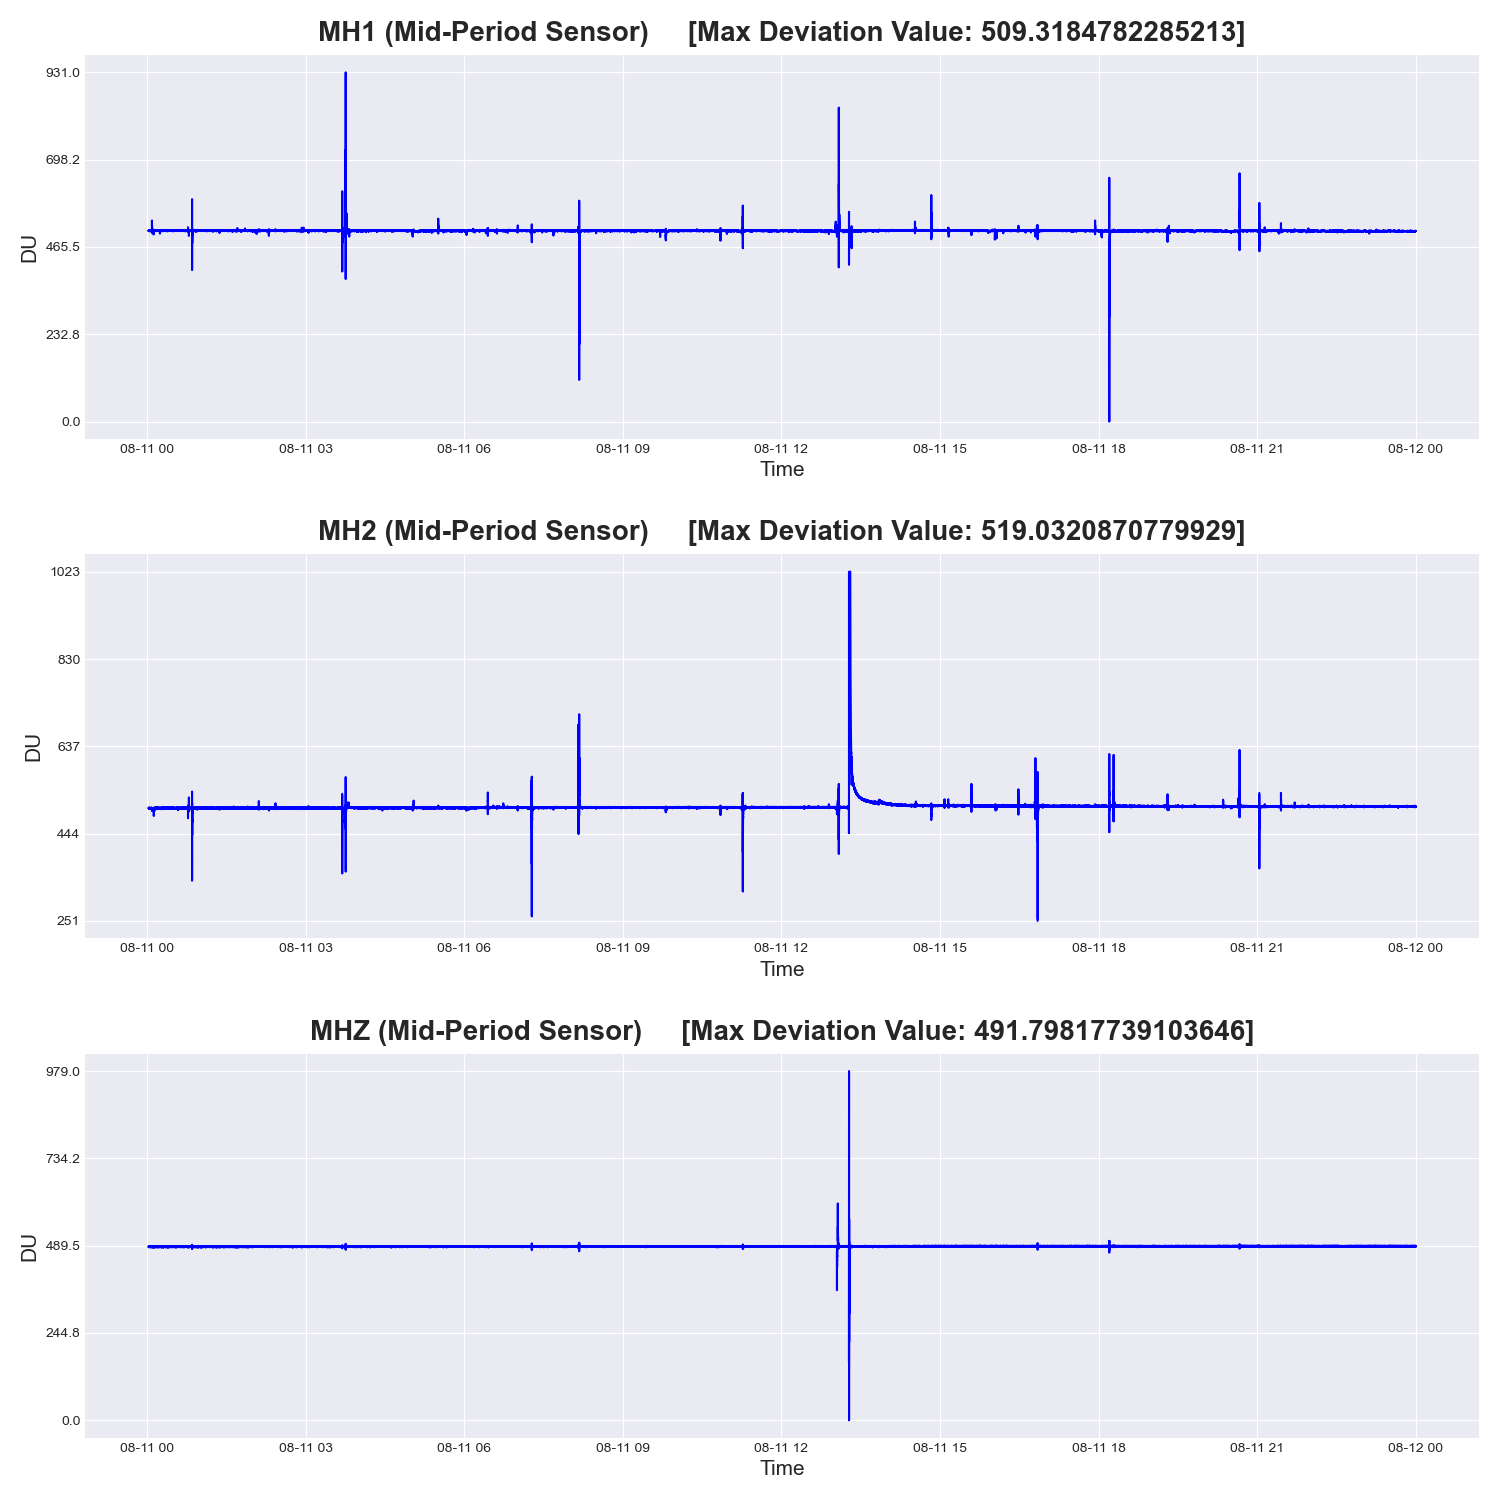 MH1 (Mid-Period Sensor) [Max Deviation Value: 509.3184782285213]
931.0
698.2
465.5
232.8
0.0
DU
08-11 00 08-11 03 08-11 06 08-11 09 08-11 12 08-11 15 08-11 18 08-11 21 08-12 00
Time
MH2 (Mid-Period Sensor) [Max Deviation Value: 519.0320870779929]
1023
830
637
444
251
DU
08-11 00 08-11 03 08-11 06 08-11 09 08-11 12 08-11 15 08-11 18 08-11 21 08-12 00
Time
MHZ (Mid-Period Sensor) [Max Deviation Value: 491.79817739103646]
979.0
734.2
489.5
244.8
0.0
DU
08-11 00 08-11 03 08-11 06 08-11 09 08-11 12 08-11 15 08-11 18 08-11 21 08-12 00
Time